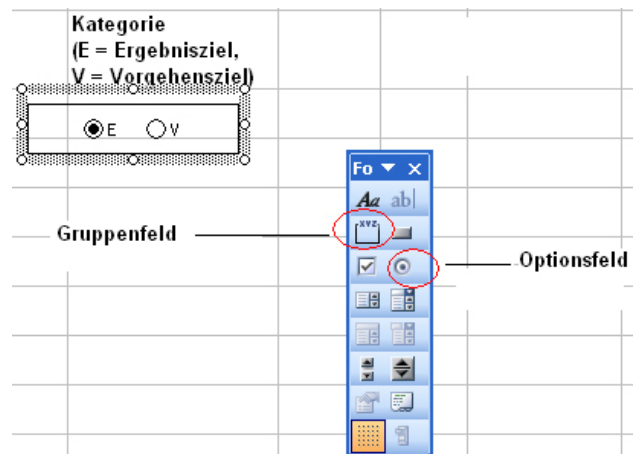 Kategorie
(E = Ergebnisziel,
V = Vorgehensziel)
E V
Fo
Aa ab|
Gruppenfeld
XYZ
Optionsfeld